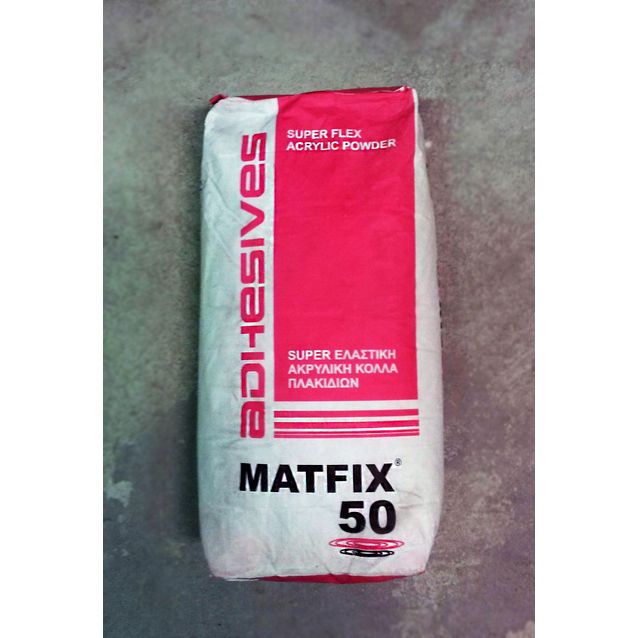 SUPER FLEX
ACRYLIC POWDER
aDHesives
SUPER ΕΛΑΣΤΙΚΗ
ΑΚΡΥΛΙΚΗ ΚΟΛΛΑ
ΠΛΑΚΙΔΙΩΝ
MATFIX®
50